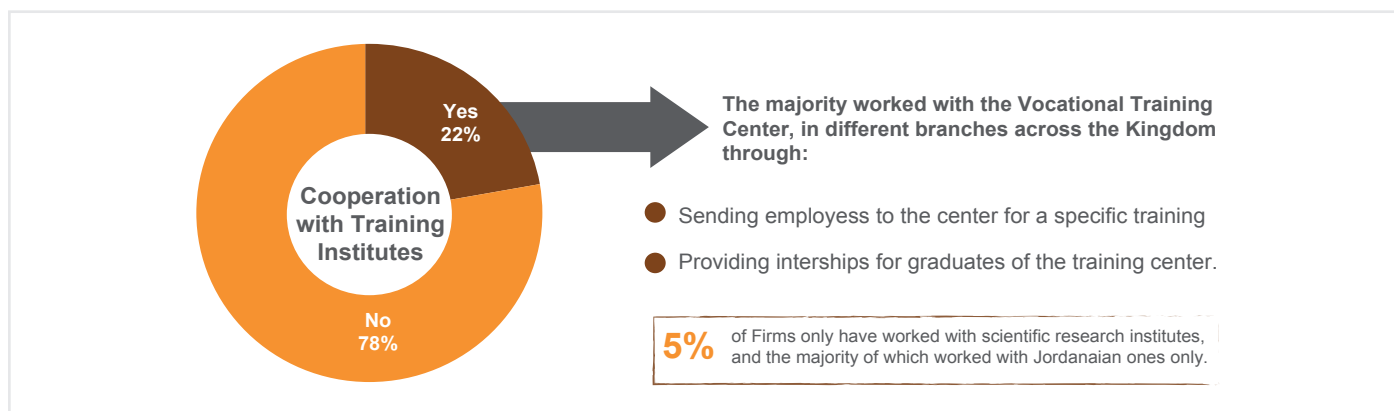 Yes
22%
Cooperation
with Training
Institutes
No
78%
The majority worked with the Vocational Training
Center, in different branches across the Kingdom
through:
Sending employess to the center for a specific training
Providing interships for graduates of the training center.
5%
of Firms only have worked with scientific research institutes,
and the majority of which worked with Jordanaian ones only.